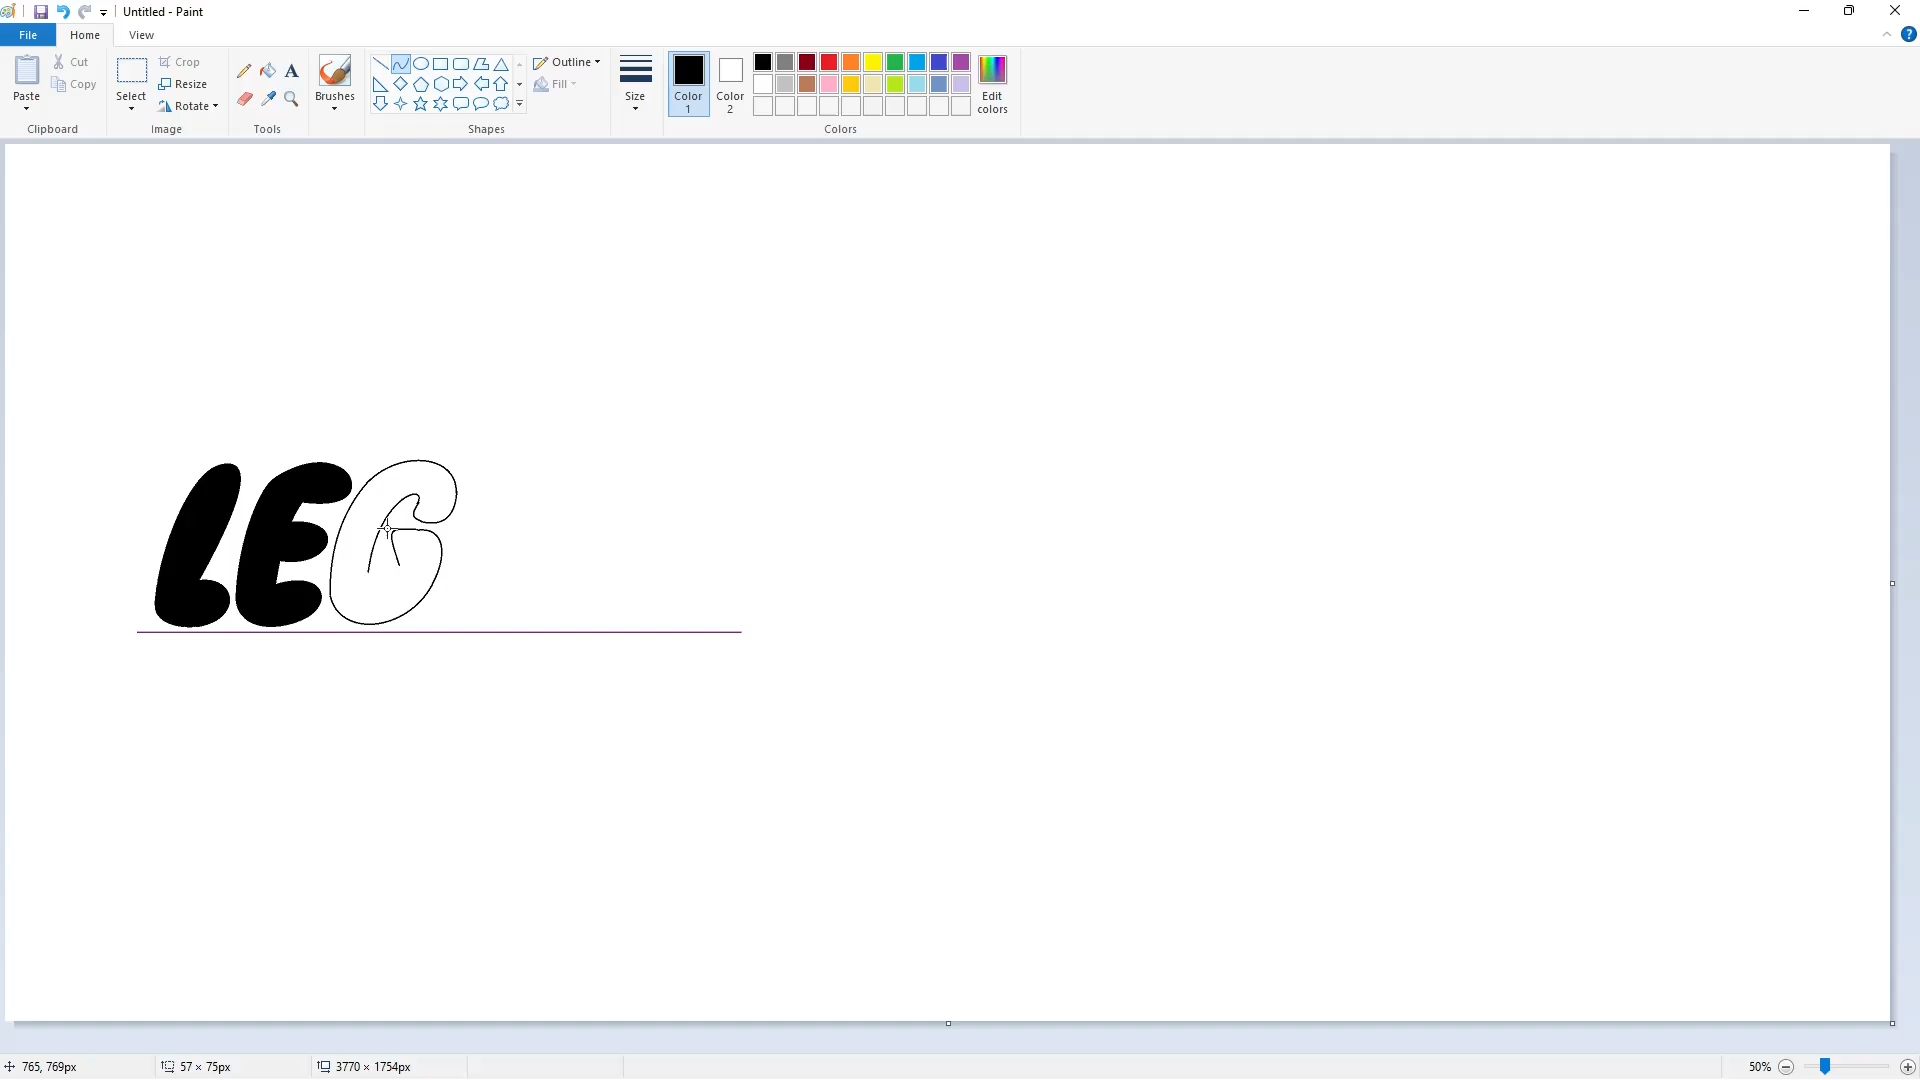 Untitled - Paint
File Home View
Paste
Cut
Copy
Clipboard
Select
Crop
Resize
Rotate
Image
Tools
Brushes
Shapes
Outline
Fill
Size
Color 1
Color 2
Edit colors
Colors
LEG
765, 769px
57 × 75px
3770 × 1754px
50%